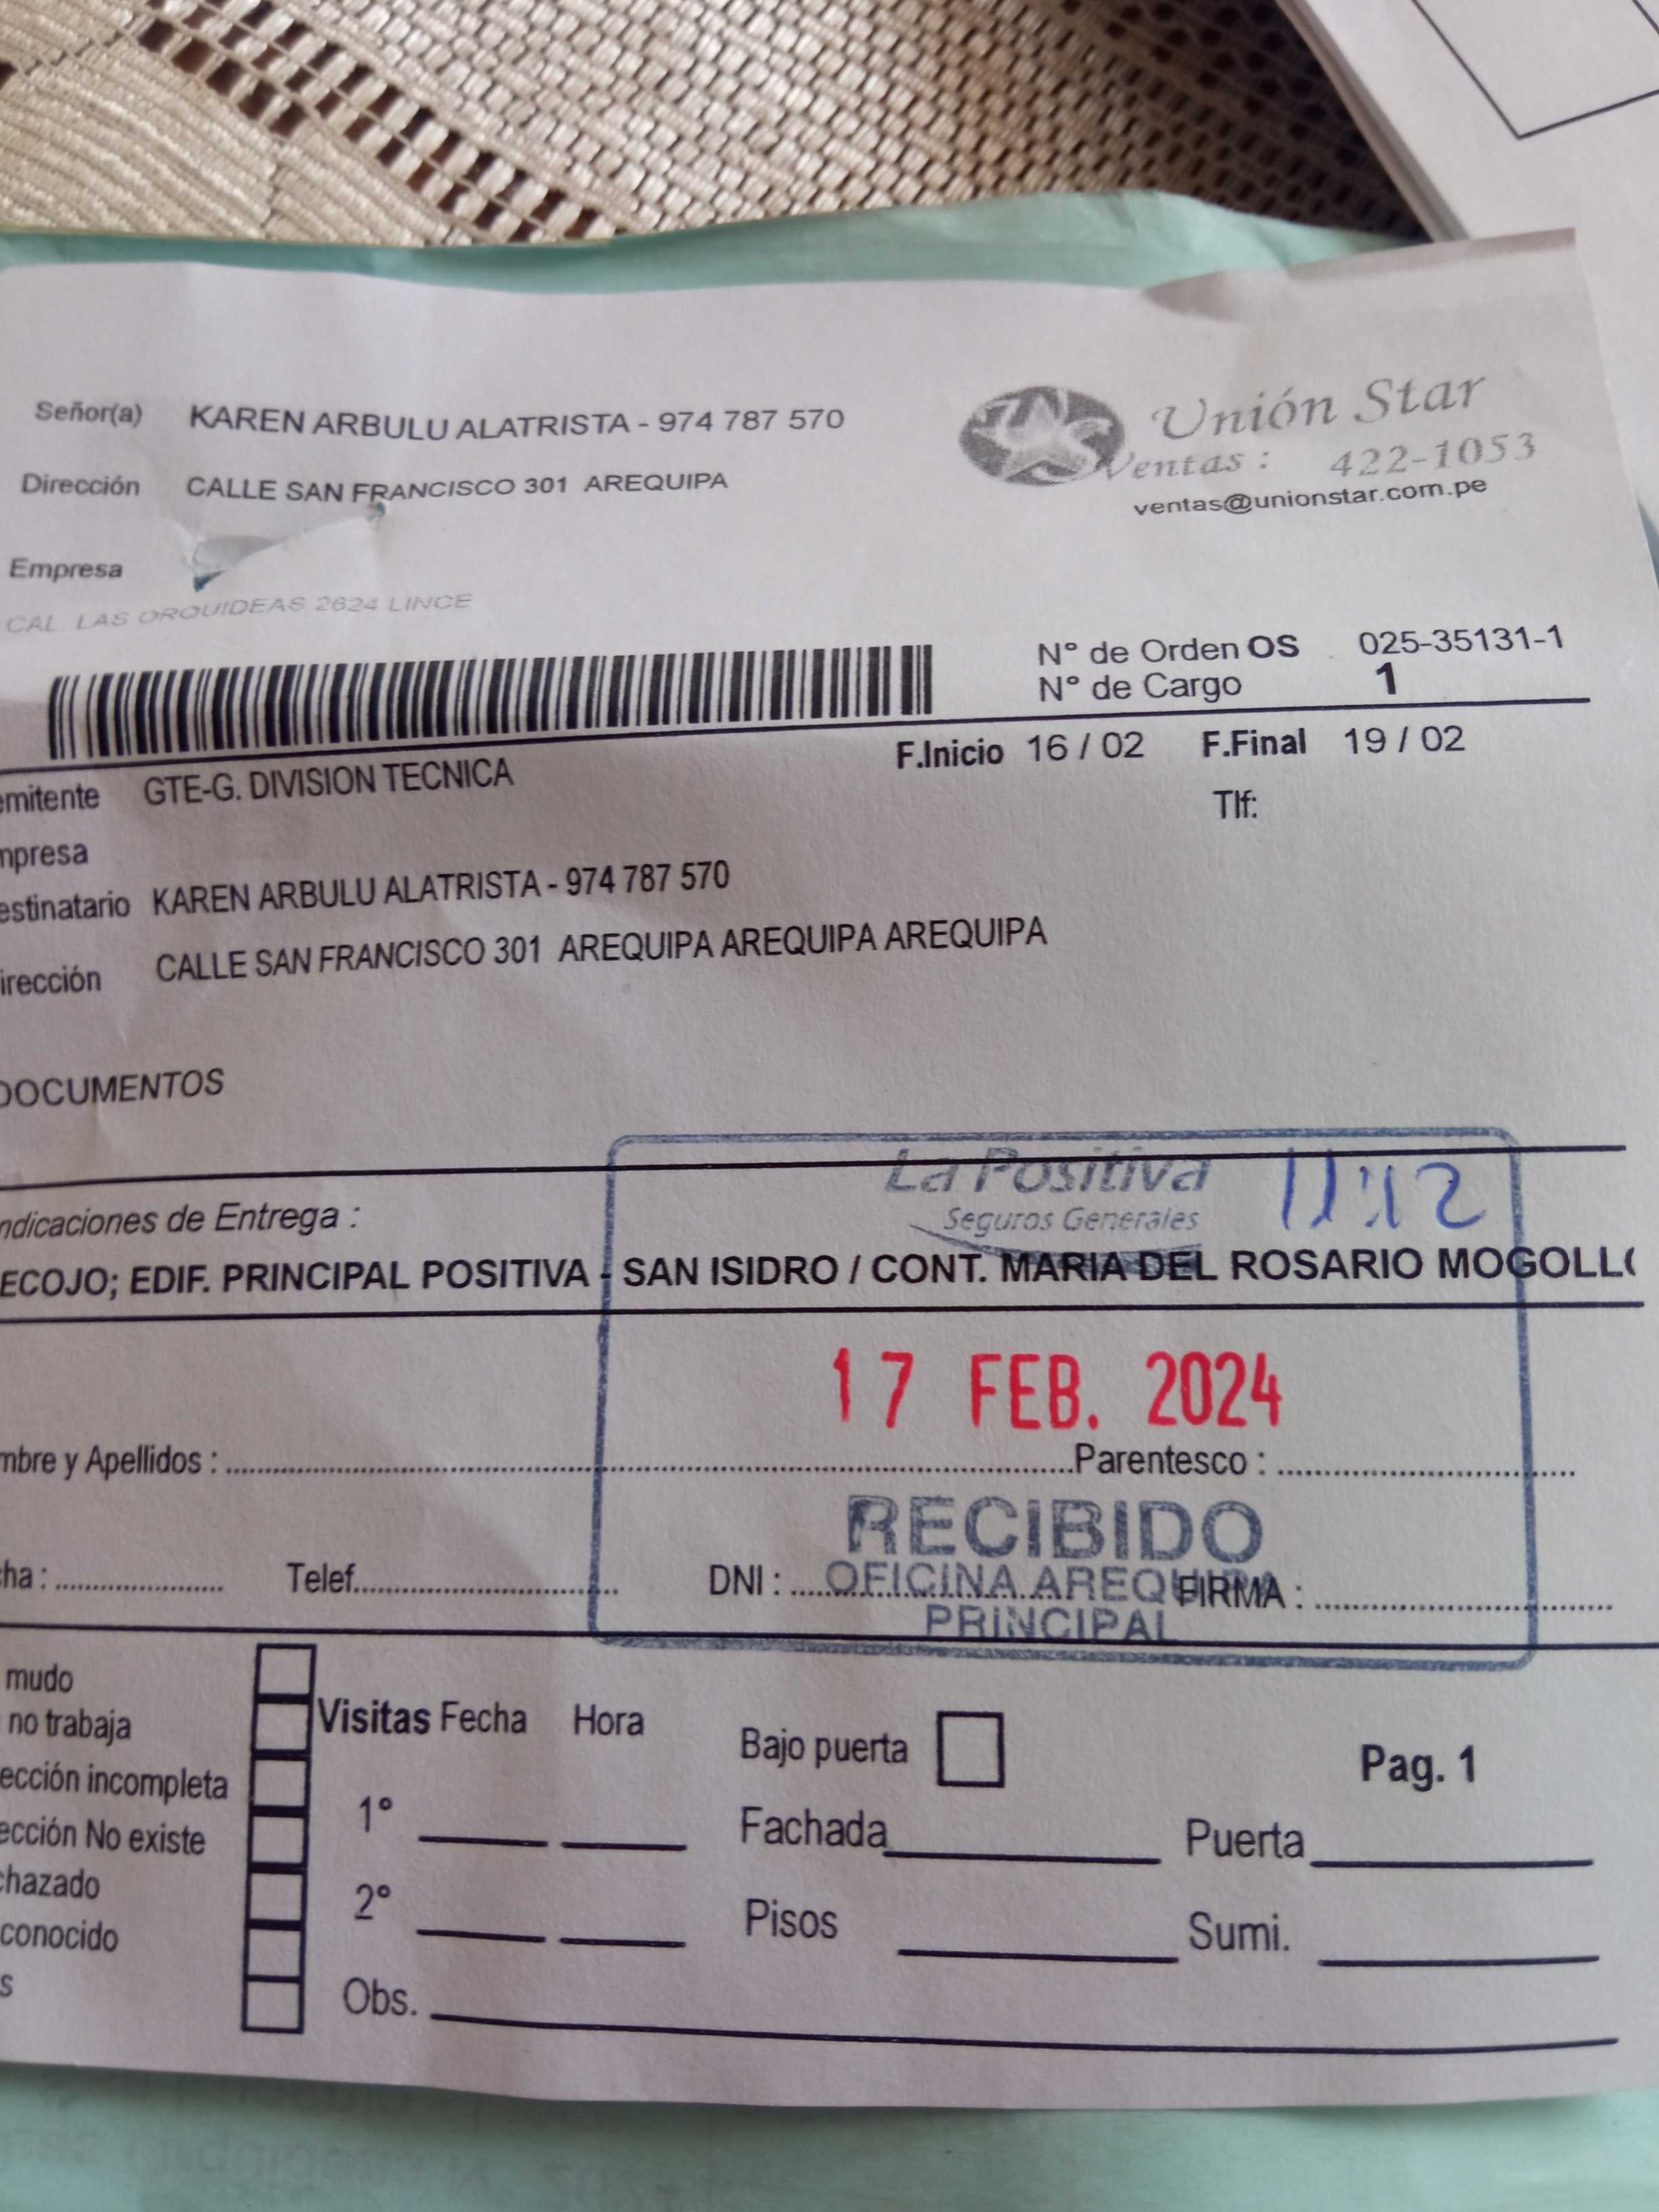 Señor(a) KAREN ARBULU ALATRISTA - 974 787 570
Unión Star
Ventas : 422-1053
ventas@unionstar.com.pe
Dirección CALLE SAN FRANCISCO 301 AREQUIPA
Empresa
CAL. LAS ORQUIDEAS 2624 LINCE
N° de Orden OS 025-35131-1
N° de Cargo 1
F.Inicio 16 / 02 F.Final 19 / 02
emitente GTE-G. DIVISION TECNICA
Tlf:
mpresa
estinatario KAREN ARBULU ALATRISTA - 974 787 570
irección CALLE SAN FRANCISCO 301 AREQUIPA AREQUIPA AREQUIPA
DOCUMENTOS
La Positiva
Seguros Generales
ndicaciones de Entrega :
ECOJO; EDIF. PRINCIPAL POSITIVA - SAN ISIDRO / CONT. MARIA DEL ROSARIO MOGOLL
17 FEB. 2024
mbre y Apellidos : Parentesco :
RECIBIDO
OFICINA AREQUIPA
PRINCIPAL
ha : Telef. DNI : FIRMA :
mudo
no trabaja
ección incompleta
ección No existe
chazado
conocido
s
Visitas Fecha Hora
1°
2°
Obs.
Bajo puerta
Pag. 1
Fachada Puerta
Pisos Sumi.